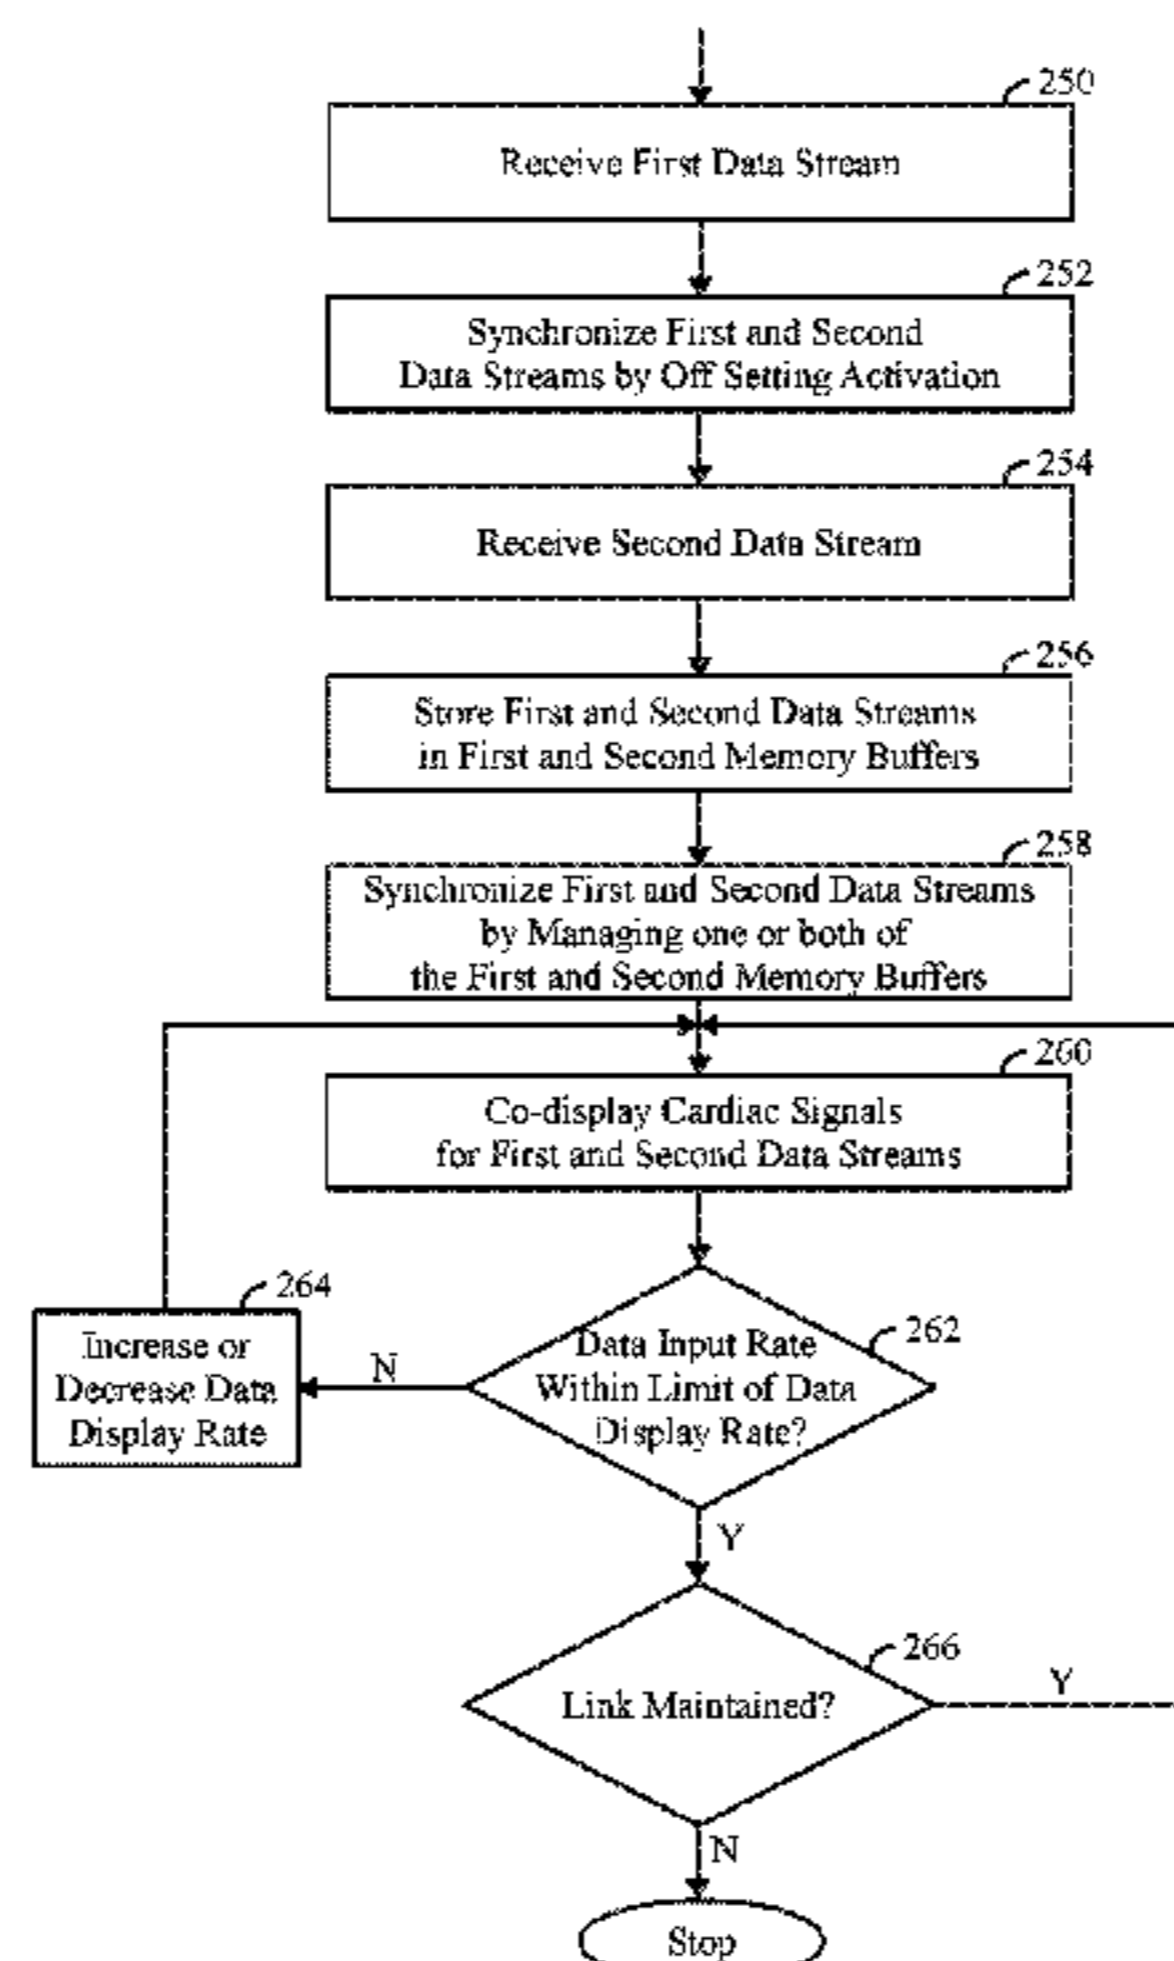 250
Receive First Data Stream
252
Synchronize First and Second
Data Streams by Off Setting Activation
254
Receive Second Data Stream
256
Store First and Second Data Streams
in First and Second Memory Buffers
258
Synchronize First and Second Data Streams
by Managing one or both of
the First and Second Memory Buffers
260
Co-display Cardiac Signals
for First and Second Data Streams
264
Increase or
Decrease Data
Display Rate
N
262
Data Input Rate
Within Limit of Data
Display Rate?
Y
266
Link Maintained?
Y
N
Stop